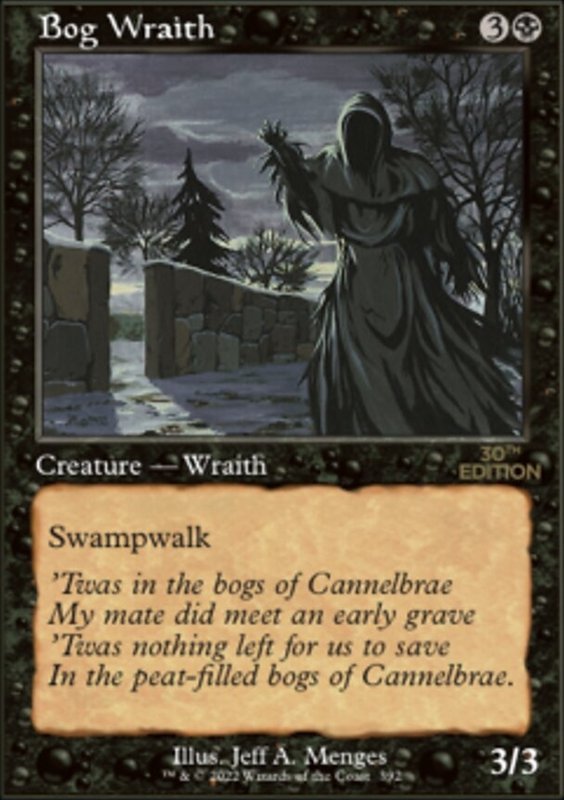 Bog Wraith 3
Creature — Wraith
30TH
EDITION
Swampwalk
'Twas in the bogs of Cannelbrae
My mate did meet an early grave
'Twas nothing left for us to save
In the peat-filled bogs of Cannelbrae.
Illus. Jeff A. Menges
™ & © 2022 Wizards of the Coast 392
3/3